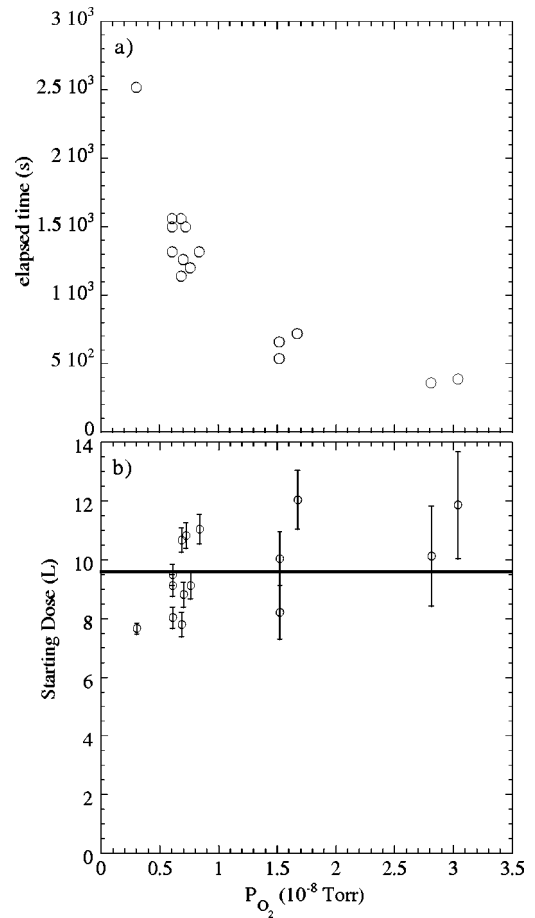 a)
3 10³
2.5 10³
2 10³
1.5 10³
1 10³
5 10²
0
elapsed time (s)
b)
14
12
10
8
6
4
2
0
Starting Dose (L)
0 0.5 1 1.5 2 2.5 3 3.5
P_O₂ (10⁻⁸ Torr)